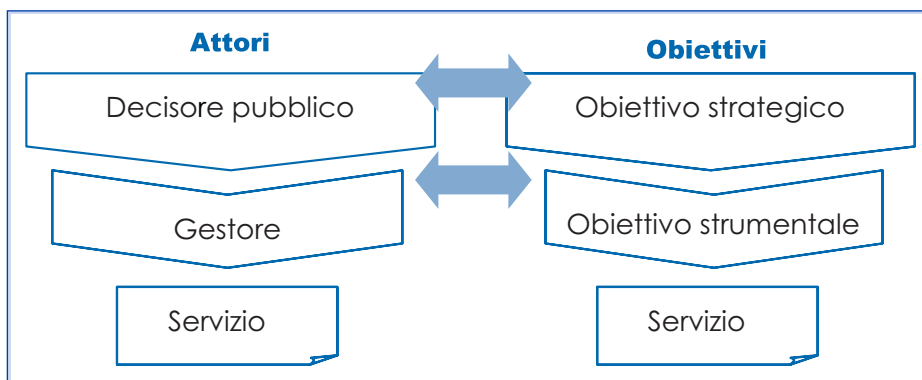 Attori
Obiettivi
Decisore pubblico
Obiettivo strategico
Gestore
Obiettivo strumentale
Servizio
Servizio